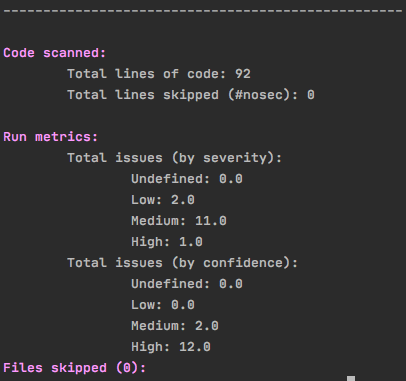 --------------------------------------------------
Code scanned:
Total lines of code: 92
Total lines skipped (#nosec): 0
Run metrics:
Total issues (by severity):
Undefined: 0.0
Low: 2.0
Medium: 11.0
High: 1.0
Total issues (by confidence):
Undefined: 0.0
Low: 0.0
Medium: 2.0
High: 12.0
Files skipped (0):